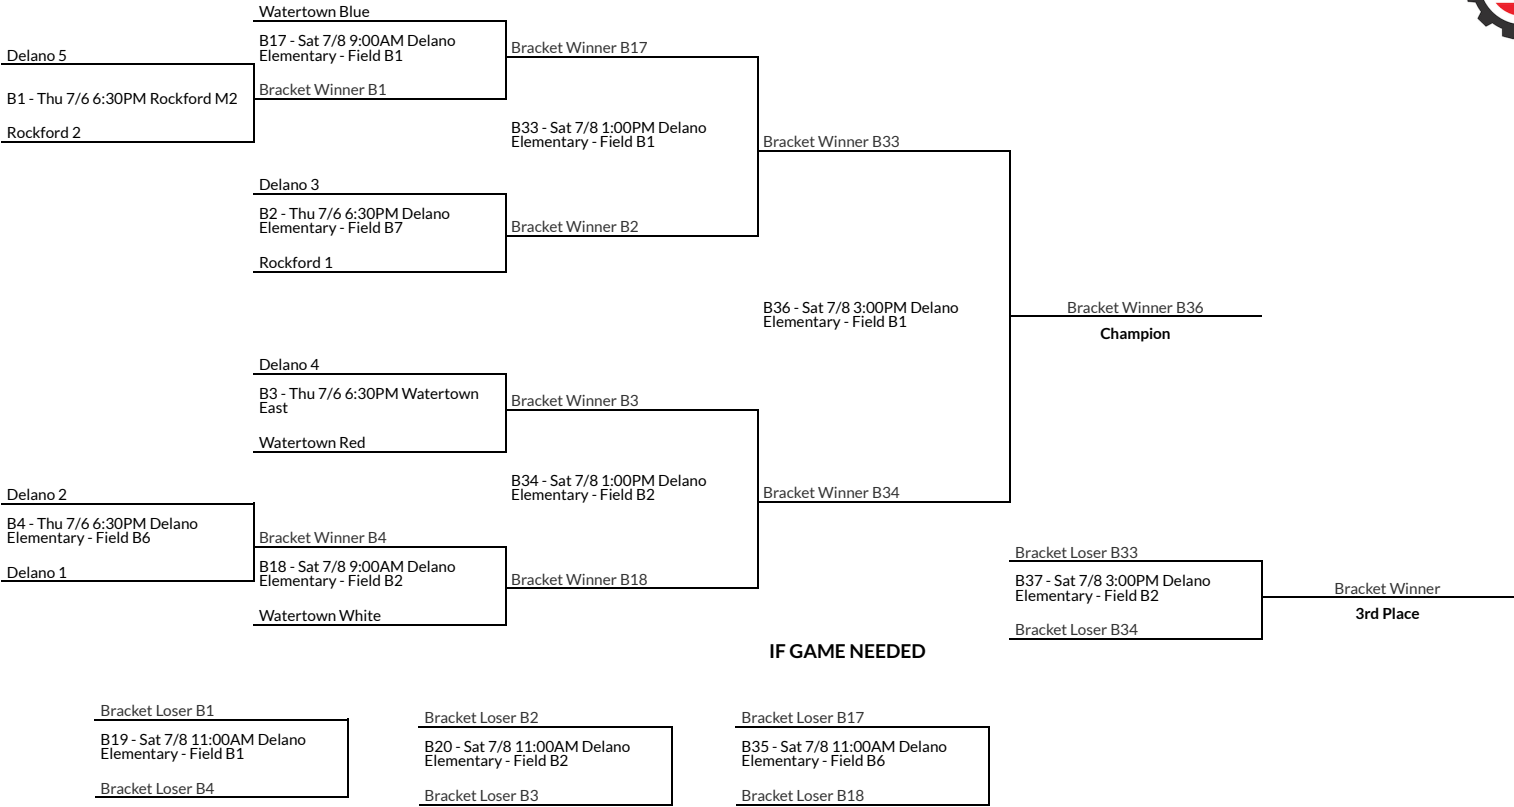 Watertown Blue
B17 - Sat 7/8 9:00AM Delano
Elementary - Field B1
Bracket Winner B17
Delano 5
Bracket Winner B1
B1 - Thu 7/6 6:30PM Rockford M2
Rockford 2
B33 - Sat 7/8 1:00PM Delano
Elementary - Field B1
Bracket Winner B33
Delano 3
B2 - Thu 7/6 6:30PM Delano
Elementary - Field B7
Bracket Winner B2
Rockford 1
B36 - Sat 7/8 3:00PM Delano
Elementary - Field B1
Bracket Winner B36
Champion
Delano 4
B3 - Thu 7/6 6:30PM Watertown
East
Bracket Winner B3
Watertown Red
B34 - Sat 7/8 1:00PM Delano
Elementary - Field B2
Bracket Winner B34
Delano 2
B4 - Thu 7/6 6:30PM Delano
Elementary - Field B6
Bracket Winner B4
Delano 1
B18 - Sat 7/8 9:00AM Delano
Elementary - Field B2
Bracket Winner B18
Watertown White
Bracket Loser B33
B37 - Sat 7/8 3:00PM Delano
Elementary - Field B2
Bracket Winner
3rd Place
Bracket Loser B34
IF GAME NEEDED
Bracket Loser B1
B19 - Sat 7/8 11:00AM Delano
Elementary - Field B1
Bracket Loser B4
Bracket Loser B2
B20 - Sat 7/8 11:00AM Delano
Elementary - Field B2
Bracket Loser B3
Bracket Loser B17
B35 - Sat 7/8 11:00AM Delano
Elementary - Field B6
Bracket Loser B18